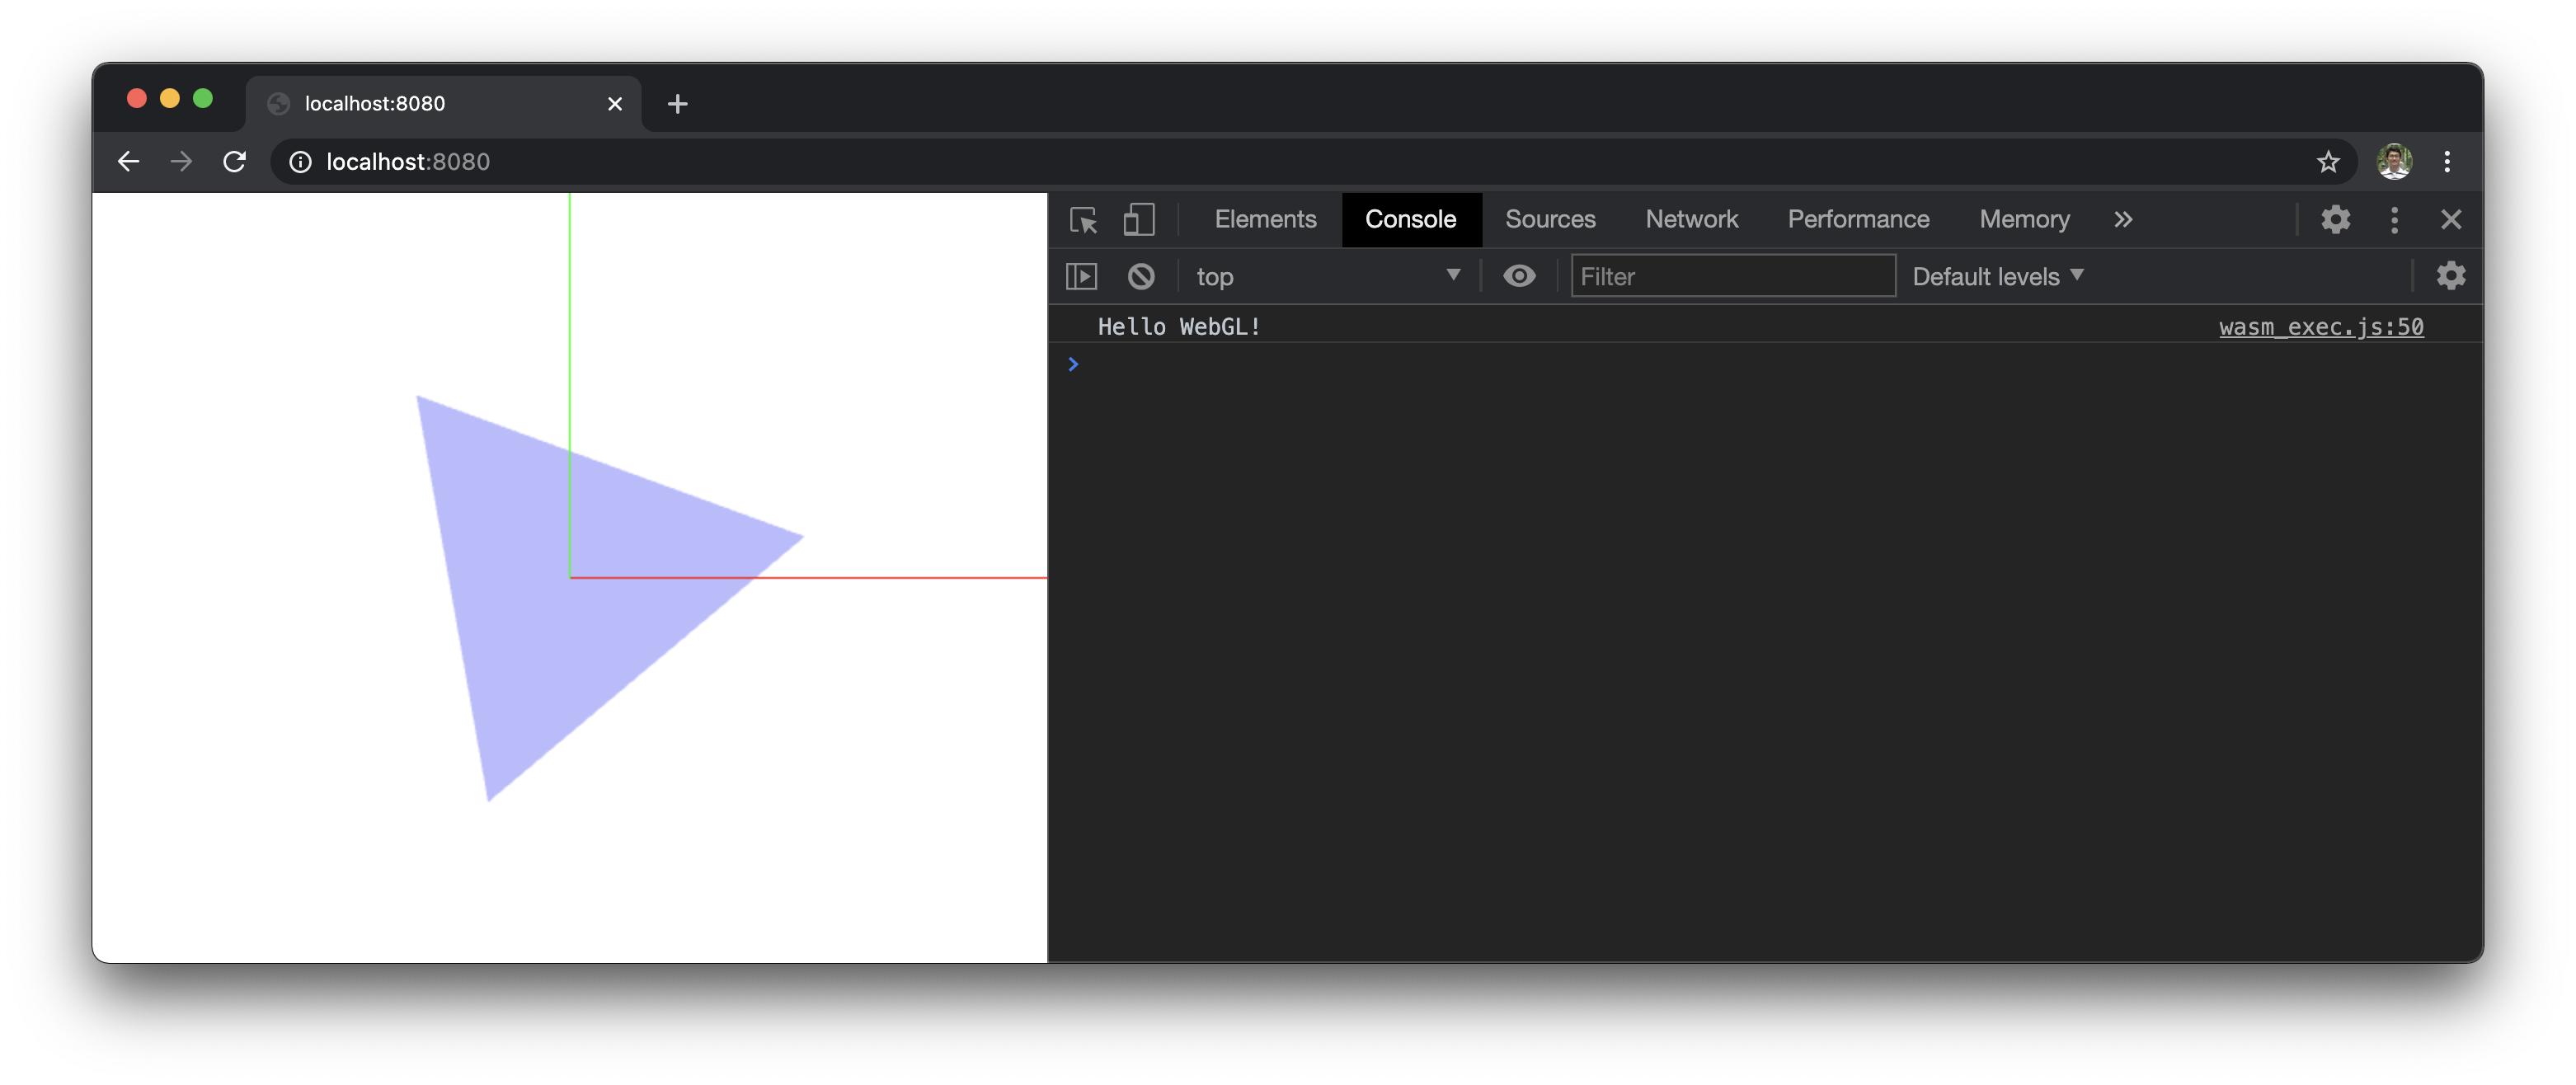 localhost:8080
localhost:8080
Elements Console Sources Network Performance Memory
top Filter Default levels
Hello WebGL! wasm_exec.js:50